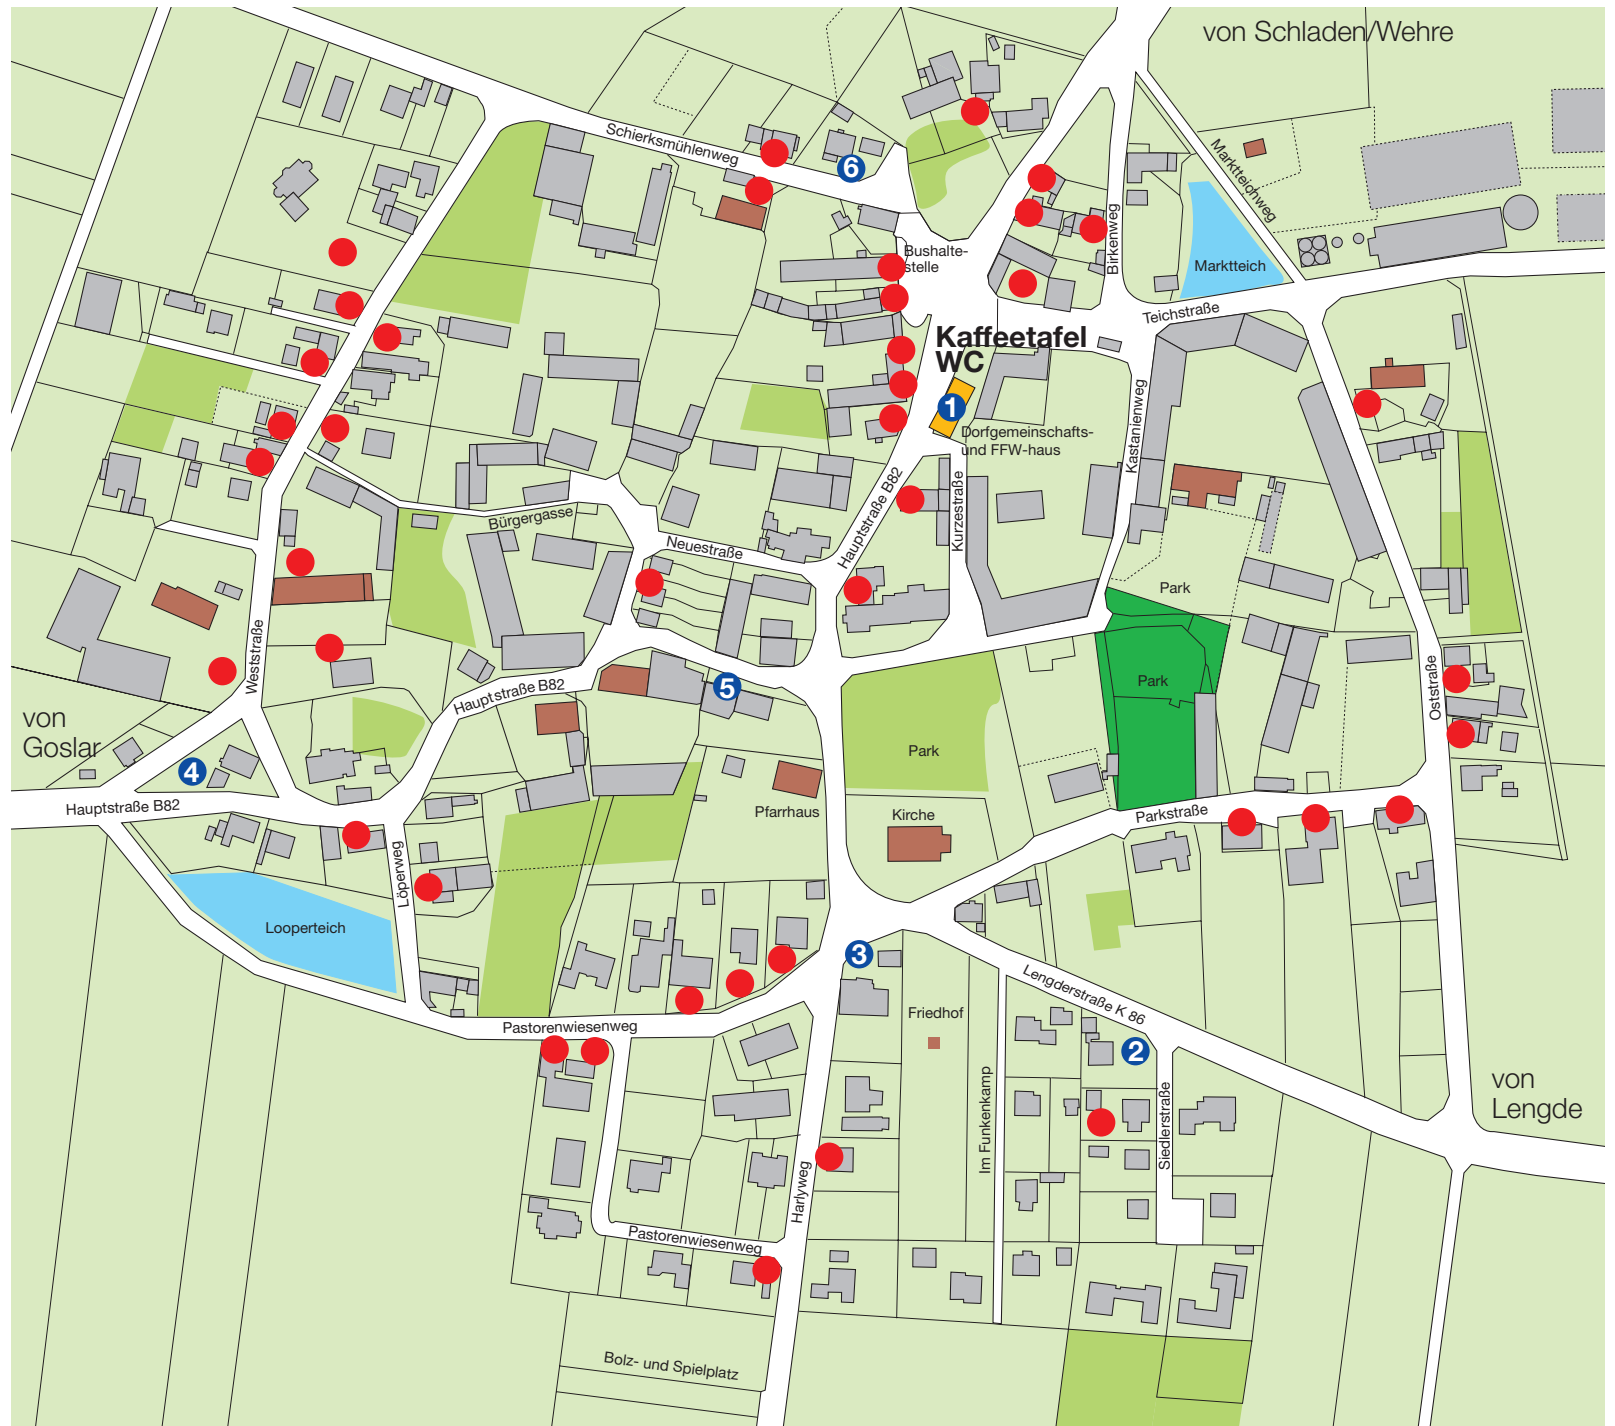 von Schladen/Wehre
Schierksmühlenweg
6
Marktteichweg
Birkenweg
Bushalte-
stelle
Marktteich
Teichstraße
Kaffeetafel
WC
1
Dorfgemeinschafts-
und FFW-haus
Kastanienweg
Hauptstraße B82
Kurzestraße
Bürgergasse
Neuestraße
Park
Weststraße
Hauptstraße B82
5
Park
Oststraße
von
Goslar
Park
4
Hauptstraße B82
Pfarrhaus
Kirche
Parkstraße
Löperweg
Looperteich
3
Lengderstraße K 86
Friedhof
Pastorenwiesenweg
2
Im Funkenkamp
Siedlerstraße
von
Lengde
Harlyweg
Pastorenwiesenweg
Bolz- und Spielplatz